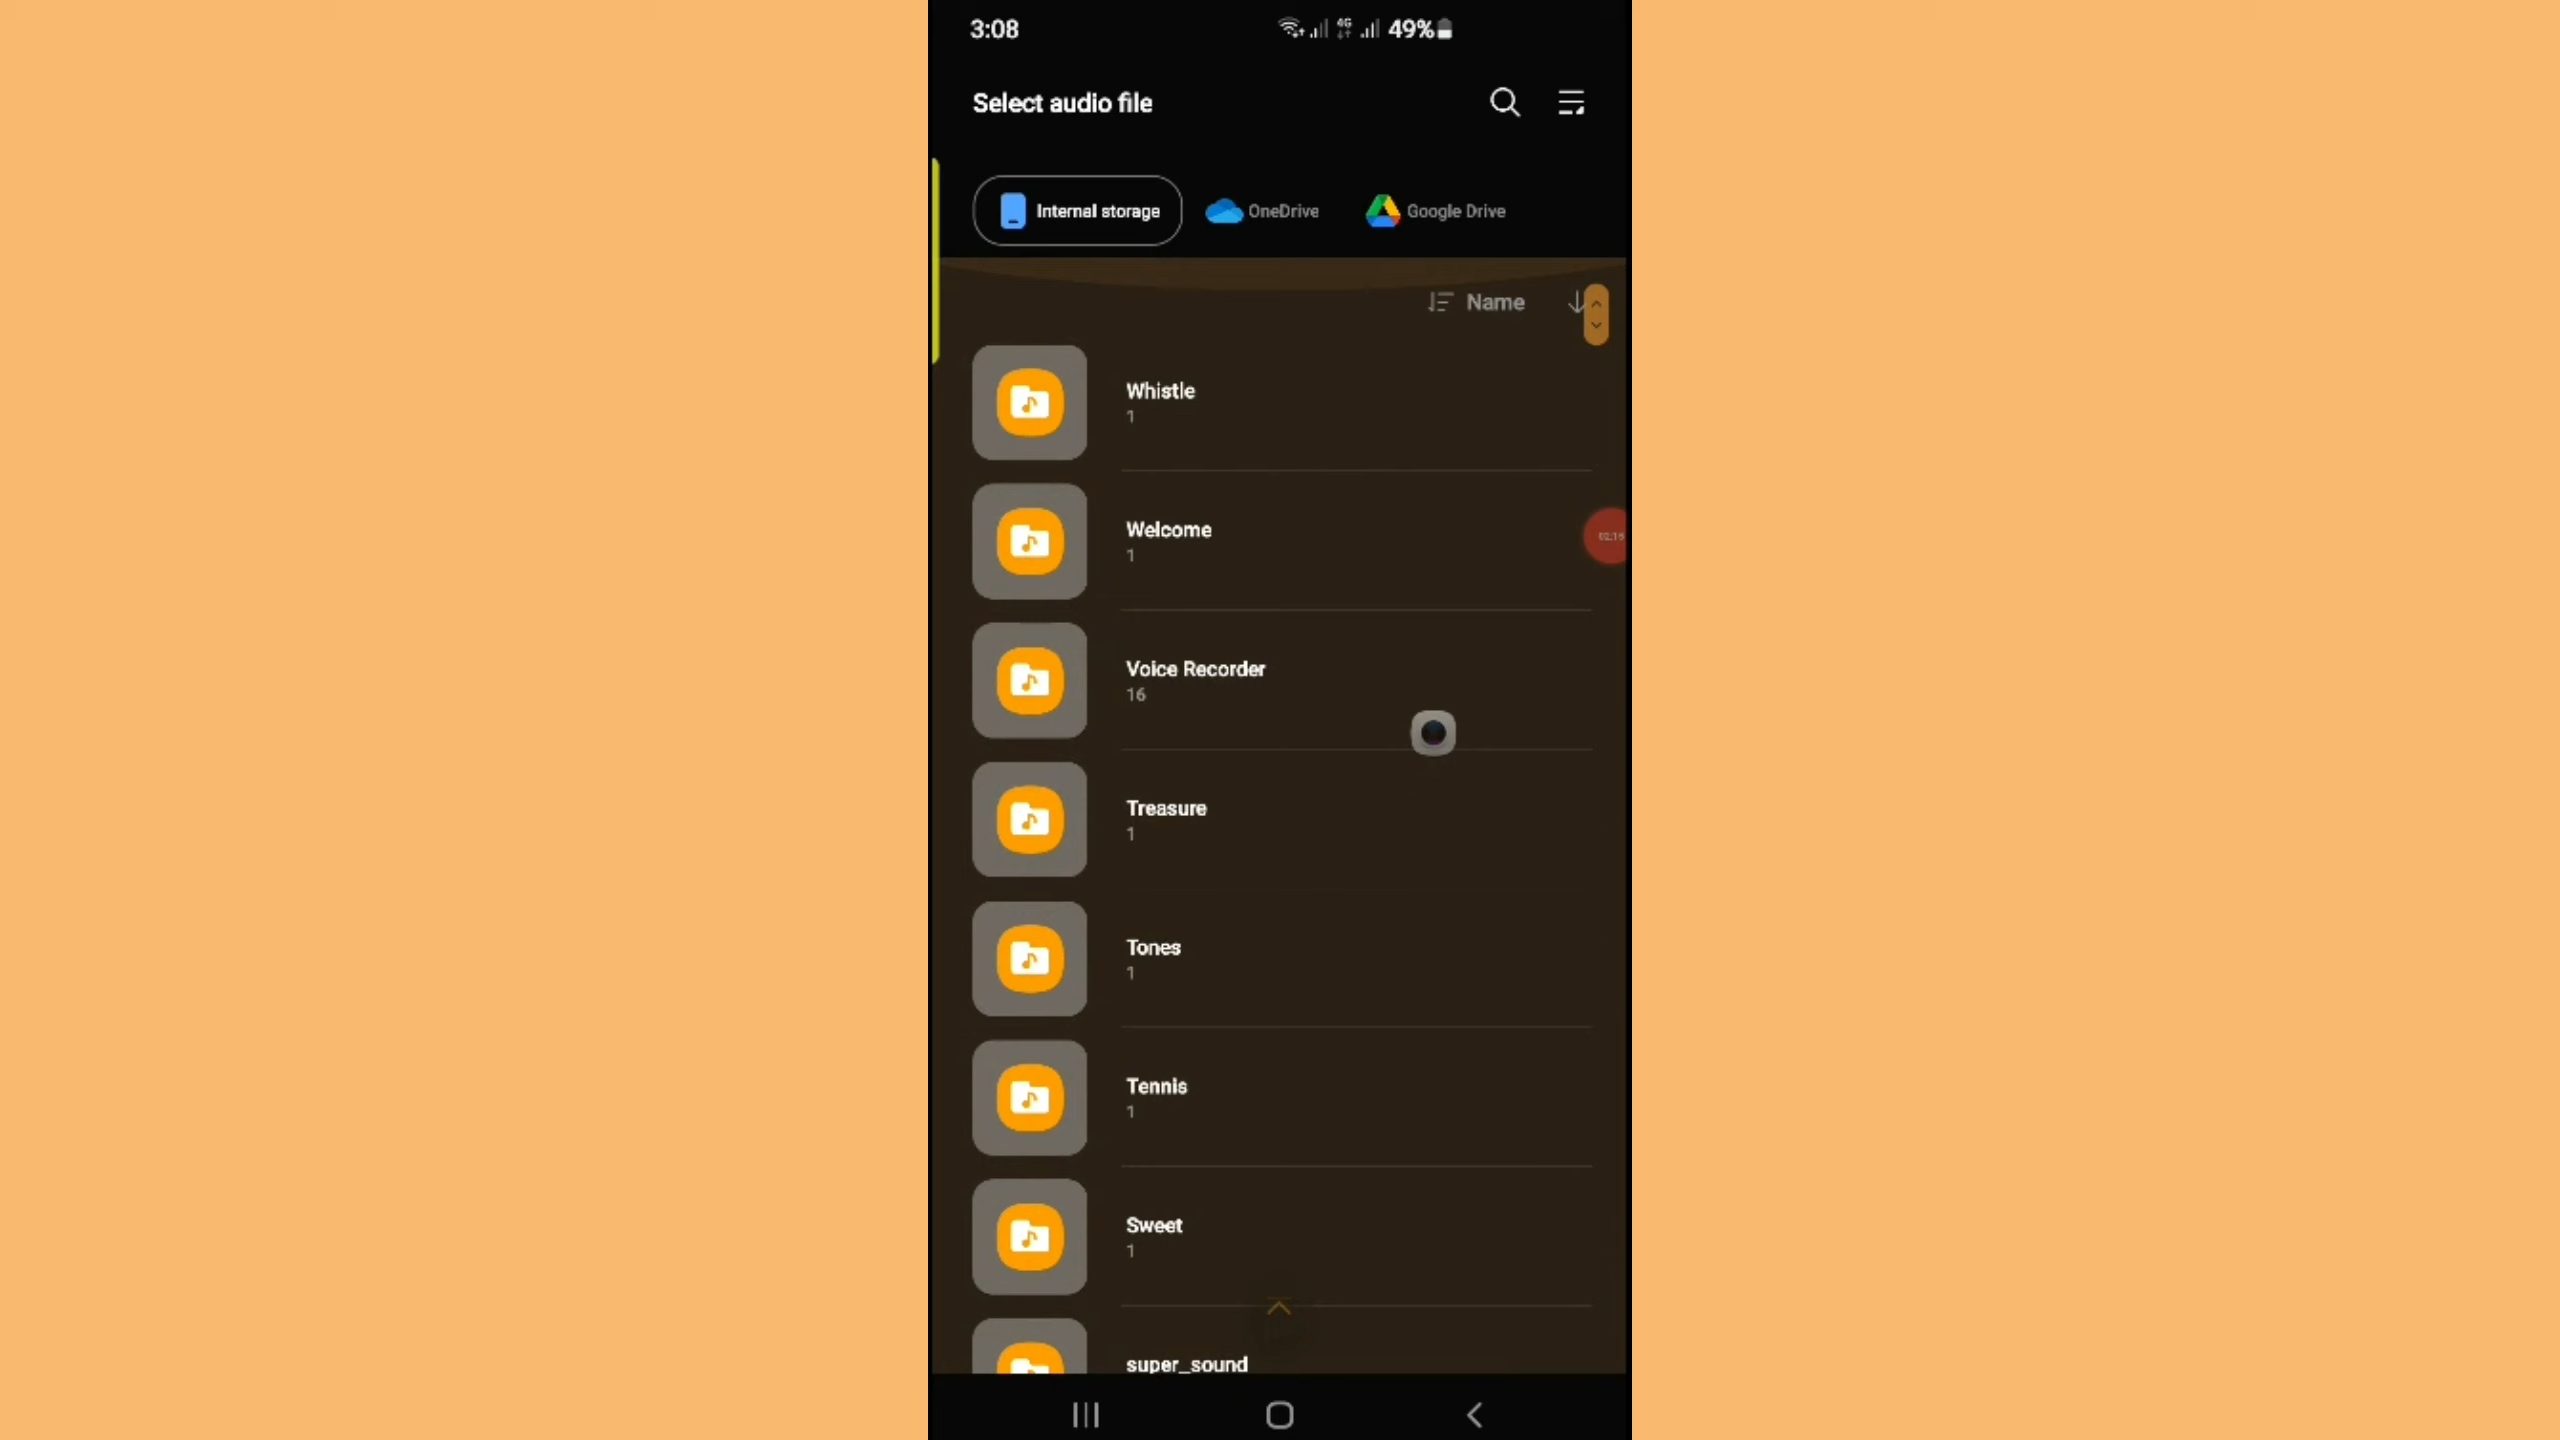 3:08 4G 49%
Select audio file
Internal storage OneDrive Google Drive
Name
Whistle
1
Welcome
1
Voice Recorder
16
Treasure
1
Tones
1
Tennis
1
Sweet
1
super_sound